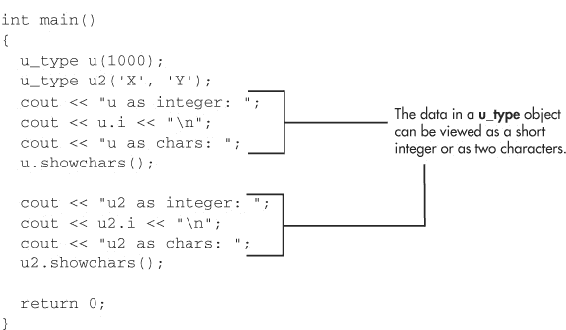 int main()
{
u_type u(1000);
u_type u2('X', 'Y');
cout << "u as integer: ";
cout << u.i << "\n";
cout << "u as chars: ";
u.showchars();
cout << "u2 as integer: ";
cout << u2.i << "\n";
cout << "u2 as chars: ";
u2.showchars();
return 0;
}
The data in a u_type object
can be viewed as a short
integer or as two characters.